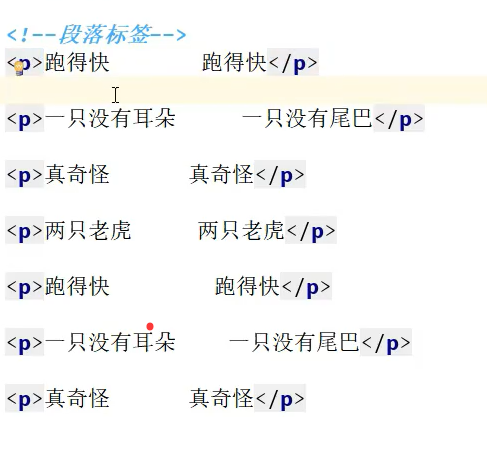 <!--段落标签-->
<p>跑得快        跑得快</p>
<p>一只没有耳朵      一只没有尾巴</p>
<p>真奇怪       真奇怪</p>
<p>两只老虎      两只老虎</p>
<p>跑得快         跑得快</p>
<p>一只没有耳朵     一只没有尾巴</p>
<p>真奇怪       真奇怪</p>